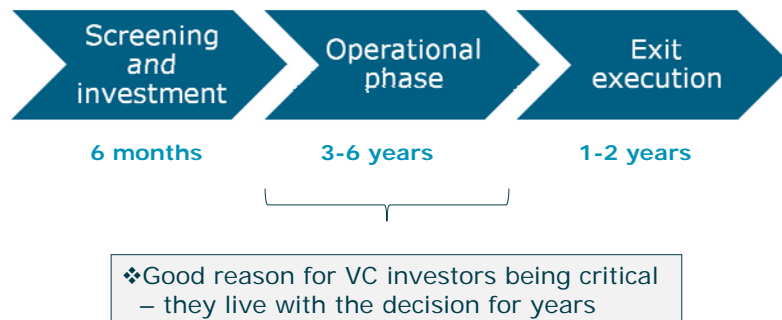 Screening
and
investment
Operational
phase
Exit
execution
6 months
3-6 years
1-2 years
❖Good reason for VC investors being critical
– they live with the decision for years